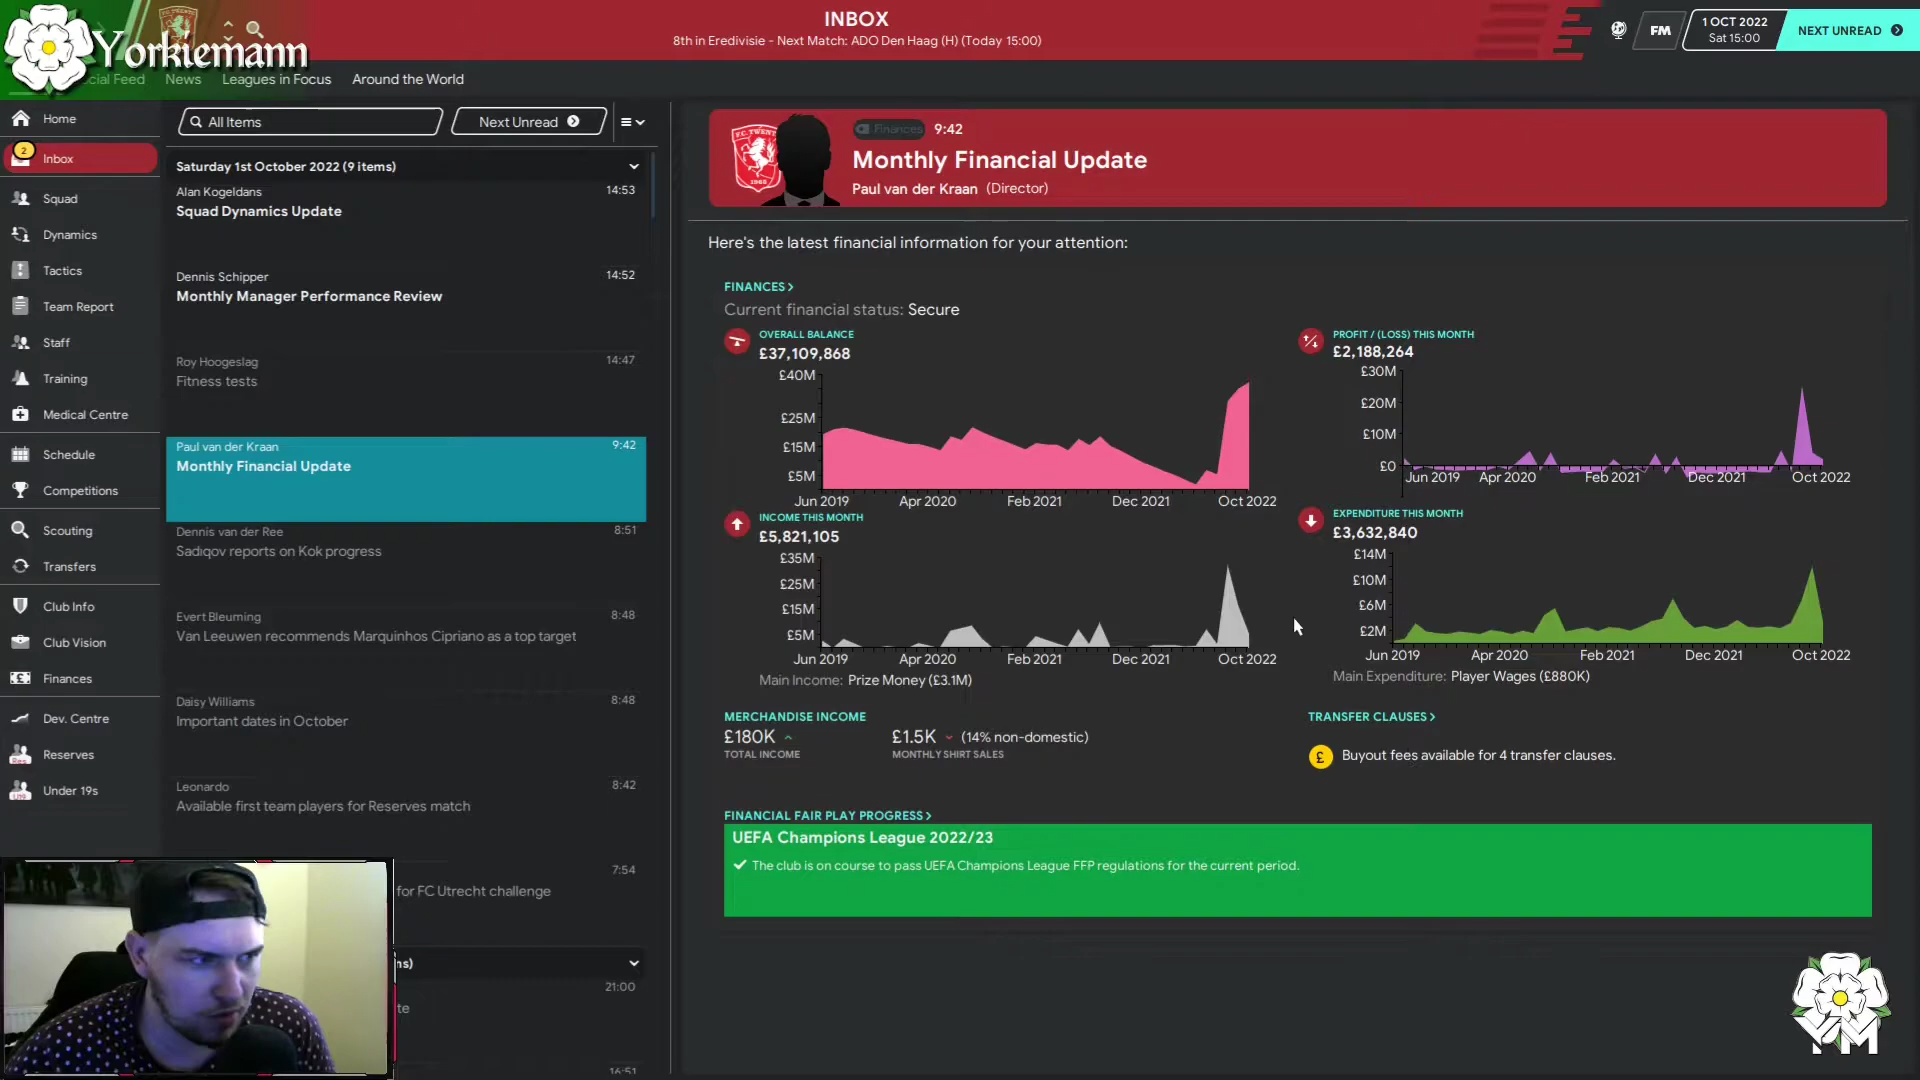 Yorkiemann
INBOX
8th in Eredivisie - Next Match: ADO Den Haag (H) (Today 15:00)
FM
1 OCT 2022
Sat 15:00
NEXT UNREAD
cial Feed
News
Leagues in Focus
Around the World
Home
2
Inbox
Squad
Dynamics
Tactics
Team Report
Staff
Training
Medical Centre
Schedule
Competitions
Scouting
Transfers
Club Info
Club Vision
Finances
Dev. Centre
Reserves
Under 19s
All Items
Next Unread
Saturday 1st October 2022 (9 items)
Alan Kogeldans
14:53
Squad Dynamics Update
Dennis Schipper
14:52
Monthly Manager Performance Review
Roy Hoogeslag
14:47
Fitness tests
Paul van der Kraan
9:42
Monthly Financial Update
Dennis van der Ree
8:51
Sadıqov reports on Kok progress
Evert Bleuming
8:48
Van Leeuwen recommends Marquinhos Cipriano as a top target
Daisy Williams
8:48
Important dates in October
Leonardo
8:42
Available first team players for Reserves match
7:54
for FC Utrecht challenge
ns)
21:00
te
16:51
Finances
9:42
Monthly Financial Update
Paul van der Kraan (Director)
Here's the latest financial information for your attention:
FINANCES >
Current financial status: Secure
OVERALL BALANCE
£37,109,868
£40M
£25M
£15M
£5M
Jun 2019
Apr 2020
Feb 2021
Dec 2021
Oct 2022
PROFIT / (LOSS) THIS MONTH
£2,188,264
£30M
£20M
£10M
£0
Jun 2019
Apr 2020
Feb 2021
Dec 2021
Oct 2022
INCOME THIS MONTH
£5,821,105
£35M
£25M
£15M
£5M
Jun 2019
Apr 2020
Feb 2021
Dec 2021
Oct 2022
Main Income: Prize Money (£3.1M)
EXPENDITURE THIS MONTH
£3,632,840
£14M
£10M
£6M
£2M
Jun 2019
Apr 2020
Feb 2021
Dec 2021
Oct 2022
Main Expenditure: Player Wages (£880K)
MERCHANDISE INCOME
£180K
TOTAL INCOME
£1.5K (14% non-domestic)
MONTHLY SHIRT SALES
TRANSFER CLAUSES >
£
Buyout fees available for 4 transfer clauses.
FINANCIAL FAIR PLAY PROGRESS >
UEFA Champions League 2022/23
The club is on course to pass UEFA Champions League FFP regulations for the current period.
YM